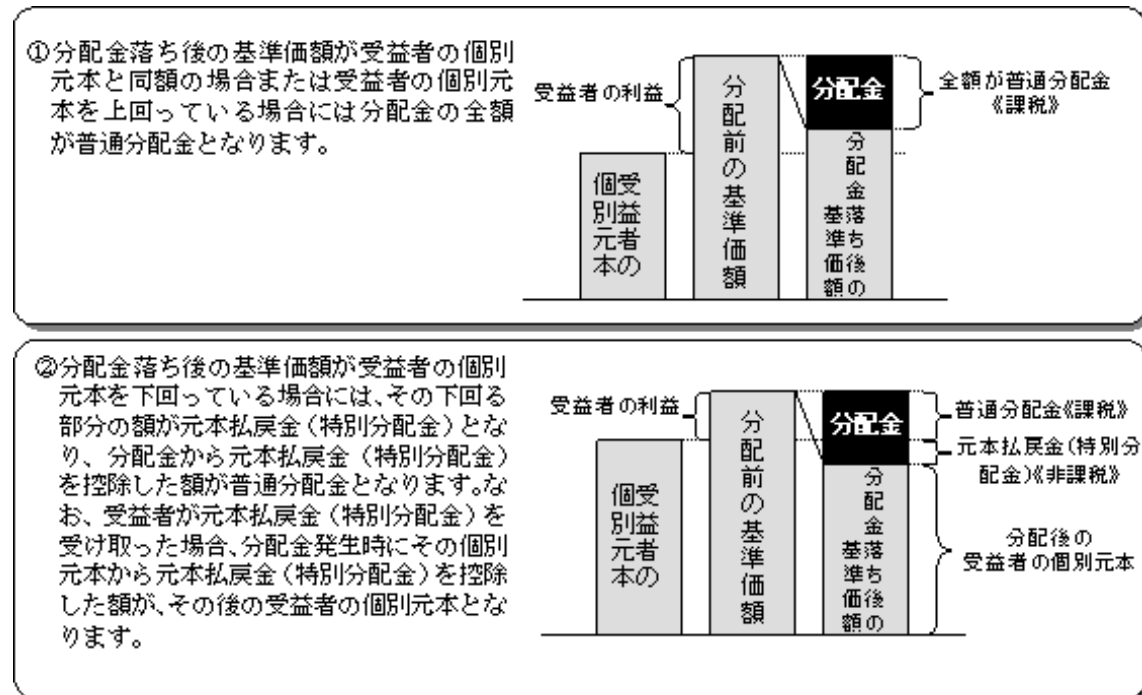 ①分配金落ち後の基準価額が受益者の個別
元本と同額の場合または受益者の個別元
本を上回っている場合には分配金の全額
が普通分配金となります。
受益者の利益
受益者の
個別元本
分配前の基準価額
分配金
分配金落ち後の
基準価額
全額が普通分配金
《課税》
②分配金落ち後の基準価額が受益者の個別
元本を下回っている場合には、その下回る
部分の額が元本払戻金（特別分配金）とな
り、分配金から元本払戻金（特別分配金）
を控除した額が普通分配金となります。な
お、受益者が元本払戻金（特別分配金）を
受け取った場合、分配金発生時にその個別
元本から元本払戻金（特別分配金）を控除
した額が、その後の受益者の個別元本とな
ります。
受益者の利益
受益者の
個別元本
分配前の基準価額
分配金
分配金落ち後の
基準価額
普通分配金《課税》
元本払戻金(特別分
配金)《非課税》
分配後の
受益者の個別元本